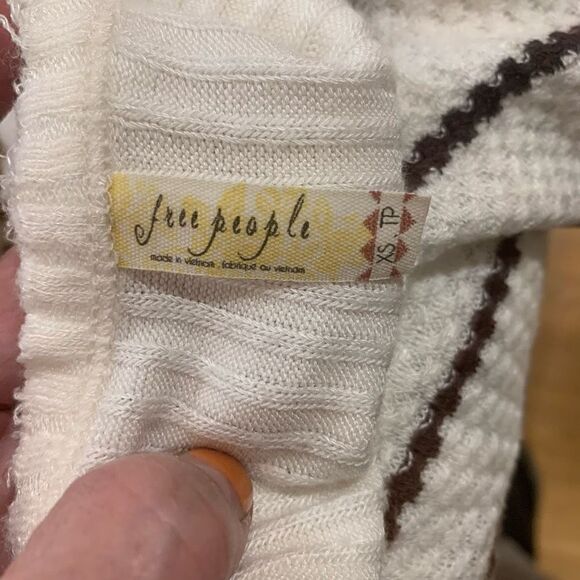 free people
made in vietnam . fabriqué au vietnam
XS TP